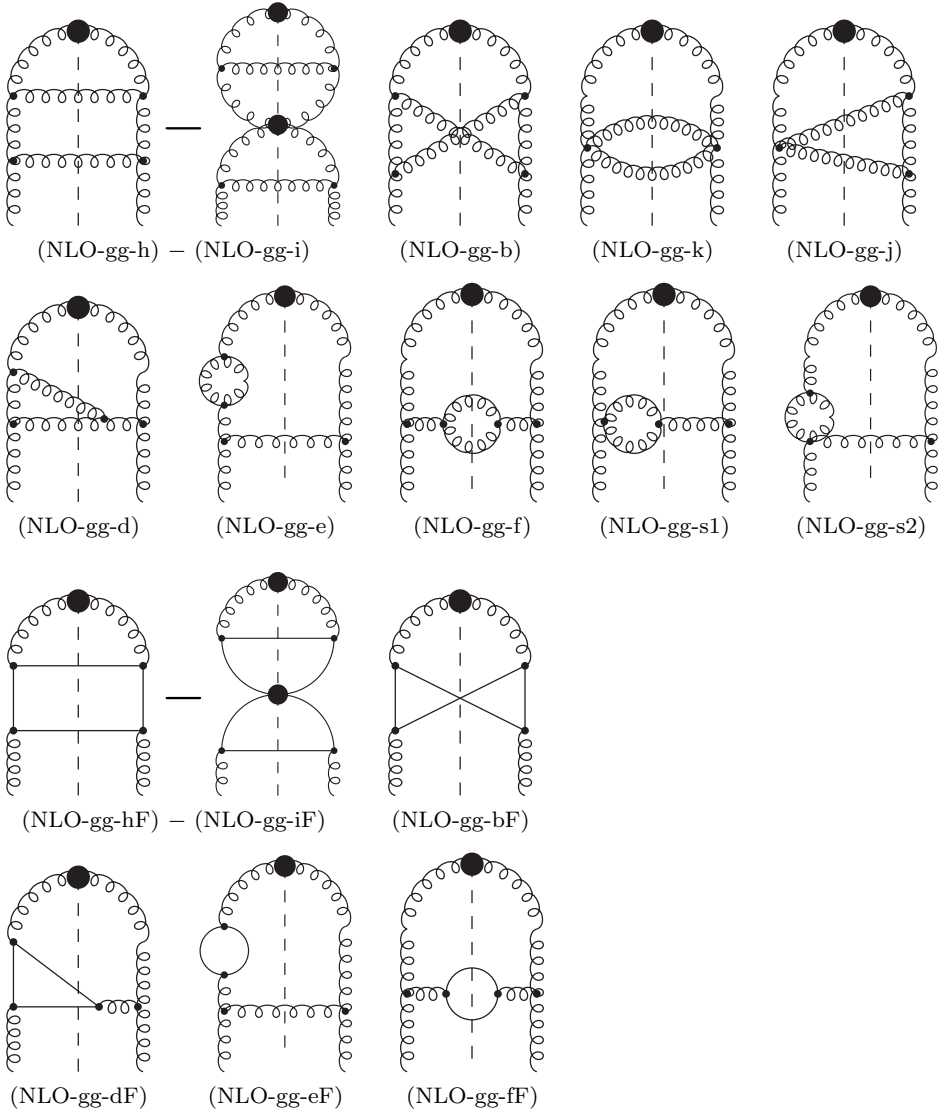 (NLO-gg-h) − (NLO-gg-i) (NLO-gg-b) (NLO-gg-k) (NLO-gg-j)
(NLO-gg-d) (NLO-gg-e) (NLO-gg-f) (NLO-gg-s1) (NLO-gg-s2)
(NLO-gg-hF) − (NLO-gg-iF) (NLO-gg-bF)
(NLO-gg-dF) (NLO-gg-eF) (NLO-gg-fF)